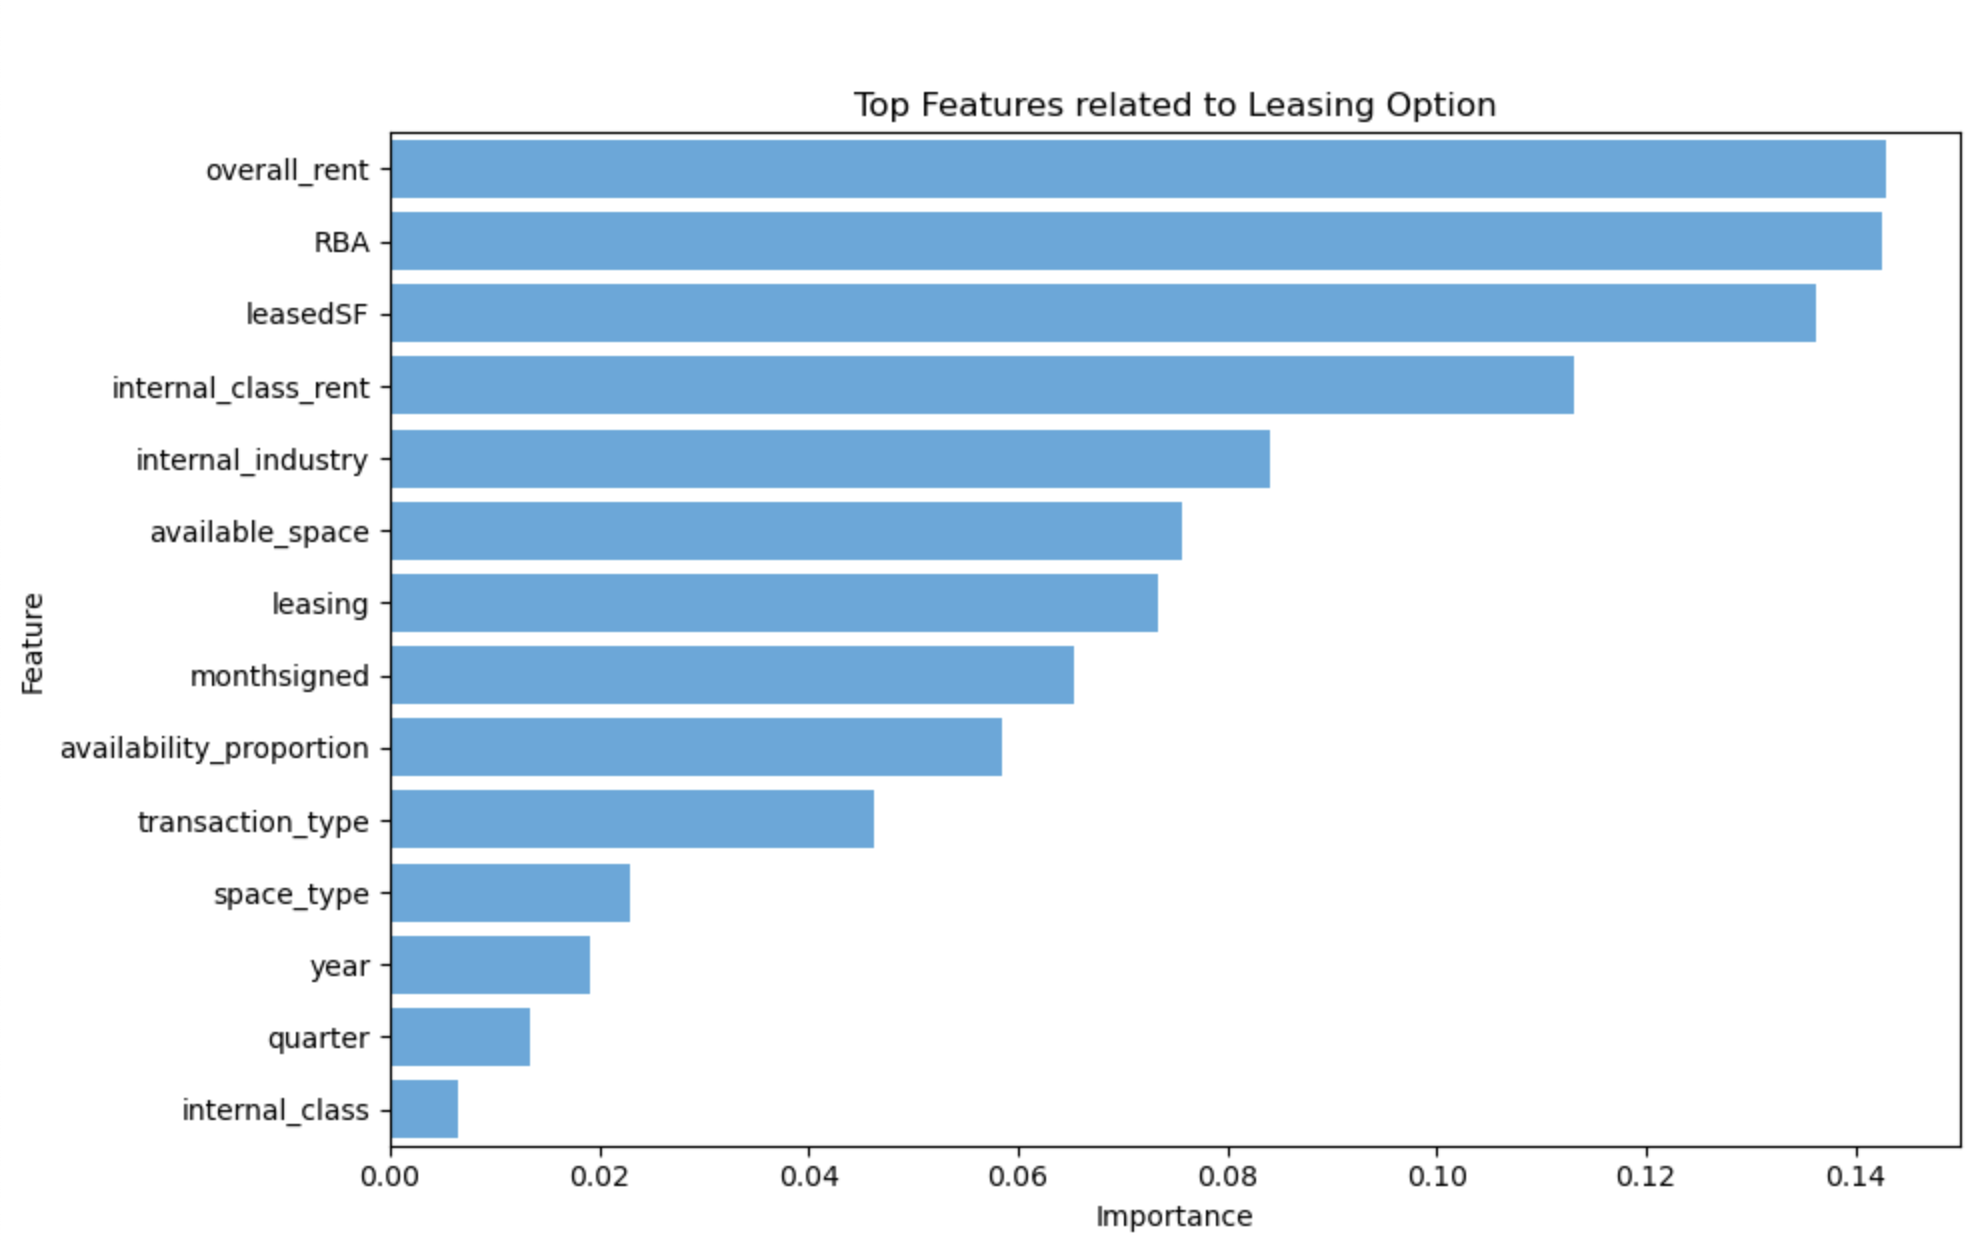 Top Features related to Leasing Option
overall_rent
RBA
leasedSF
internal_class_rent
internal_industry
available_space
leasing
monthsigned
availability_proportion
transaction_type
space_type
year
quarter
internal_class
Feature
0.00 0.02 0.04 0.06 0.08 0.10 0.12 0.14
Importance